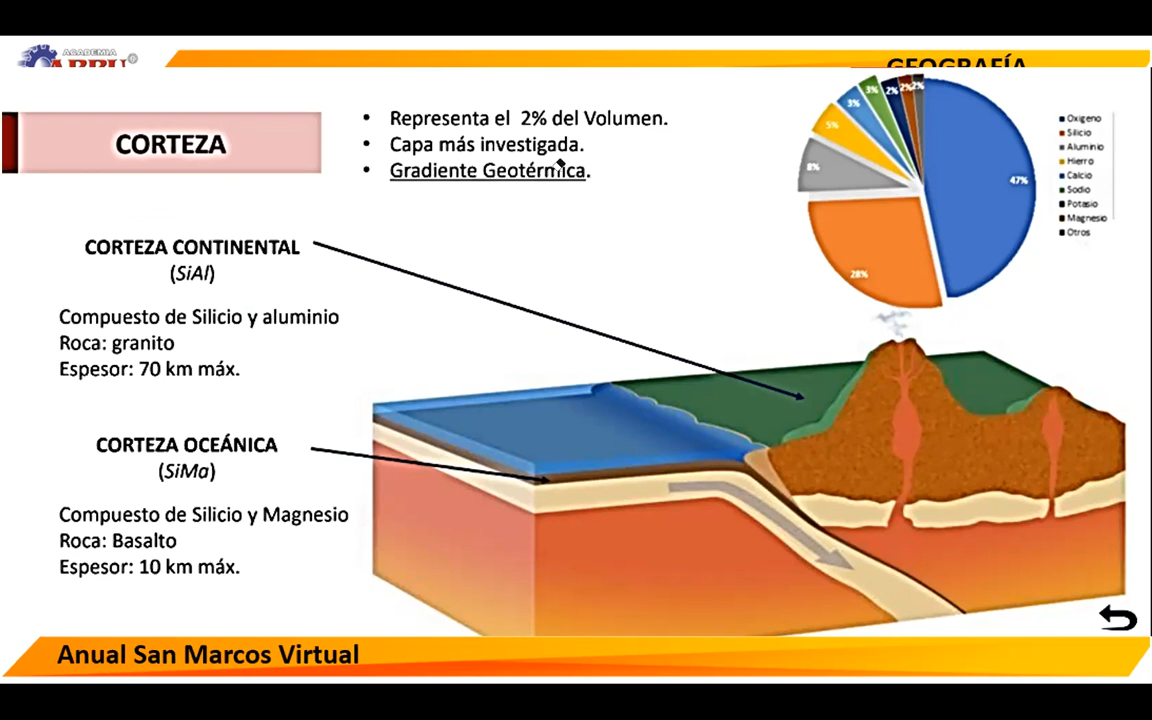 ACADEMIA
GEOGRAFÍA
CORTEZA
• Representa el 2% del Volumen.
• Capa más investigada.
• Gradiente Geotérmica.
CORTEZA CONTINENTAL
(SiAl)
Compuesto de Silicio y aluminio
Roca: granito
Espesor: 70 km máx.
CORTEZA OCEÁNICA
(SiMa)
Compuesto de Silicio y Magnesio
Roca: Basalto
Espesor: 10 km máx.
47%
28%
8%
5%
3%
3%
2%
2%
2%
Oxigeno
Silicio
Aluminio
Hierro
Calcio
Sodio
Potasio
Magnesio
Otros
Anual San Marcos Virtual